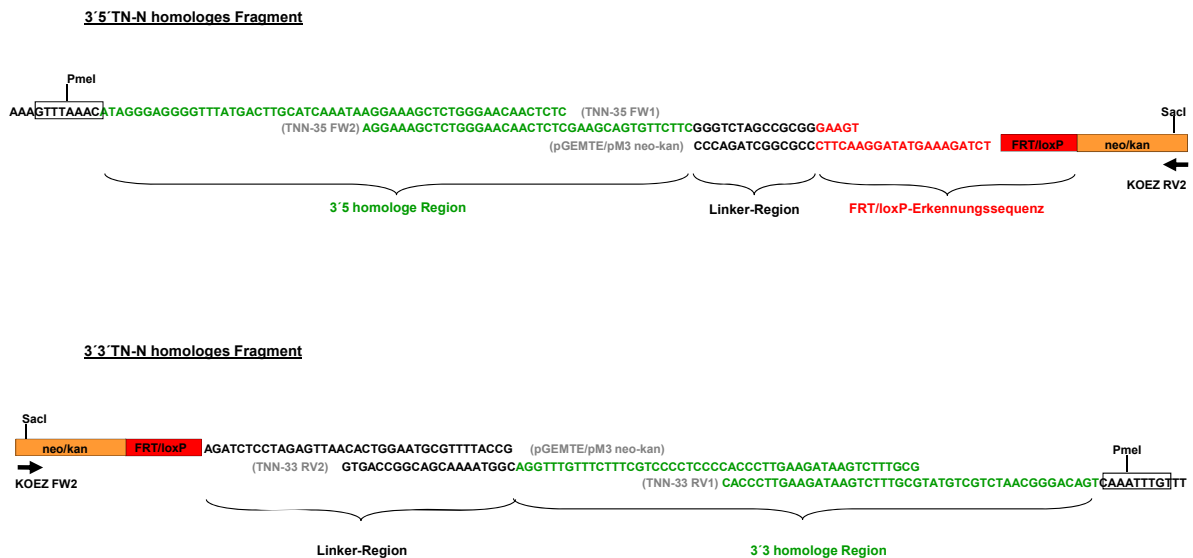 3´5´TN-N homologes Fragment
PmeI
AAAGTTTAAACATAGGGAGGGGTTTATGACTTGCATCAAATAAGGAAAGCTCTGGGAACAACTCTC (TNN-35 FW1)
SacI
(TNN-35 FW2) AGGAAAGCTCTGGGAACAACTCTCGAAGCAGTGTTCTTCGGGTCTAGCCGCGGGAAGT
(pGEMTE/pM3 neo-kan) CCCAGATCGGCGCCCTTCAAGGATATGAAAGATCT FRT/loxP neo/kan
KOEZ RV2
3´5 homologe Region Linker-Region FRT/loxP-Erkennungssequenz
3´3´TN-N homologes Fragment
SacI
neo/kan FRT/loxP AGATCTCCTAGAGTTAACACTGGAATGCGTTTTACCG (pGEMTE/pM3 neo-kan)
PmeI
KOEZ FW2 (TNN-33 RV2) GTGACCGGCAGCAAAATGGCAGGTTTGTTTCTTTCGTCCCCTCCCCACCCTTGAAGATAAGTCTTTGCG
(TNN-33 RV1) CACCCTTGAAGATAAGTCTTTGCGTATGTCGTCTAACGGGACAGTCAAATTTGTTT
Linker-Region 3´3 homologe Region